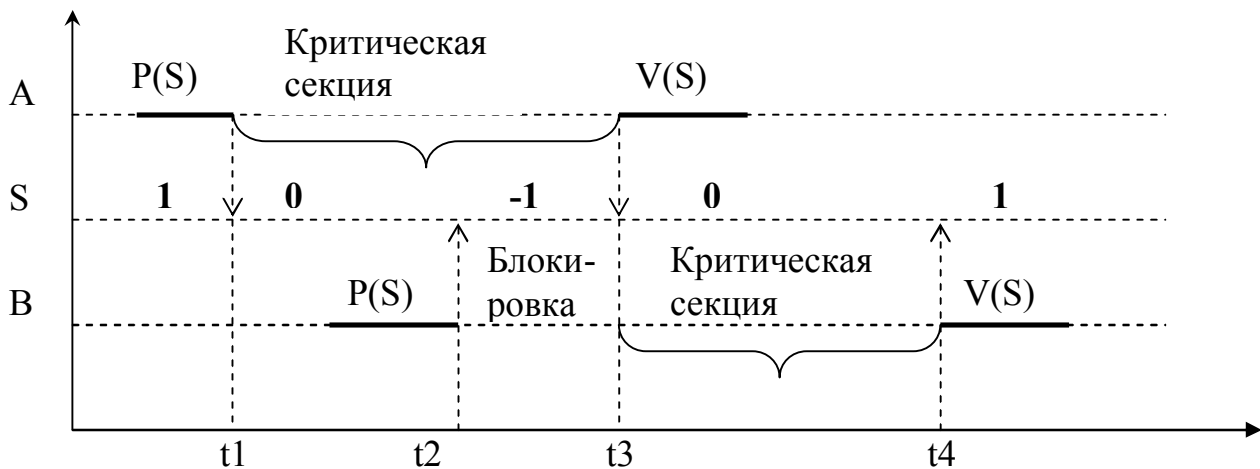 Критическая
секция
P(S)
V(S)
A
S
1
0
-1
0
1
Блоки-
ровка
Критическая
секция
P(S)
V(S)
B
t1
t2
t3
t4